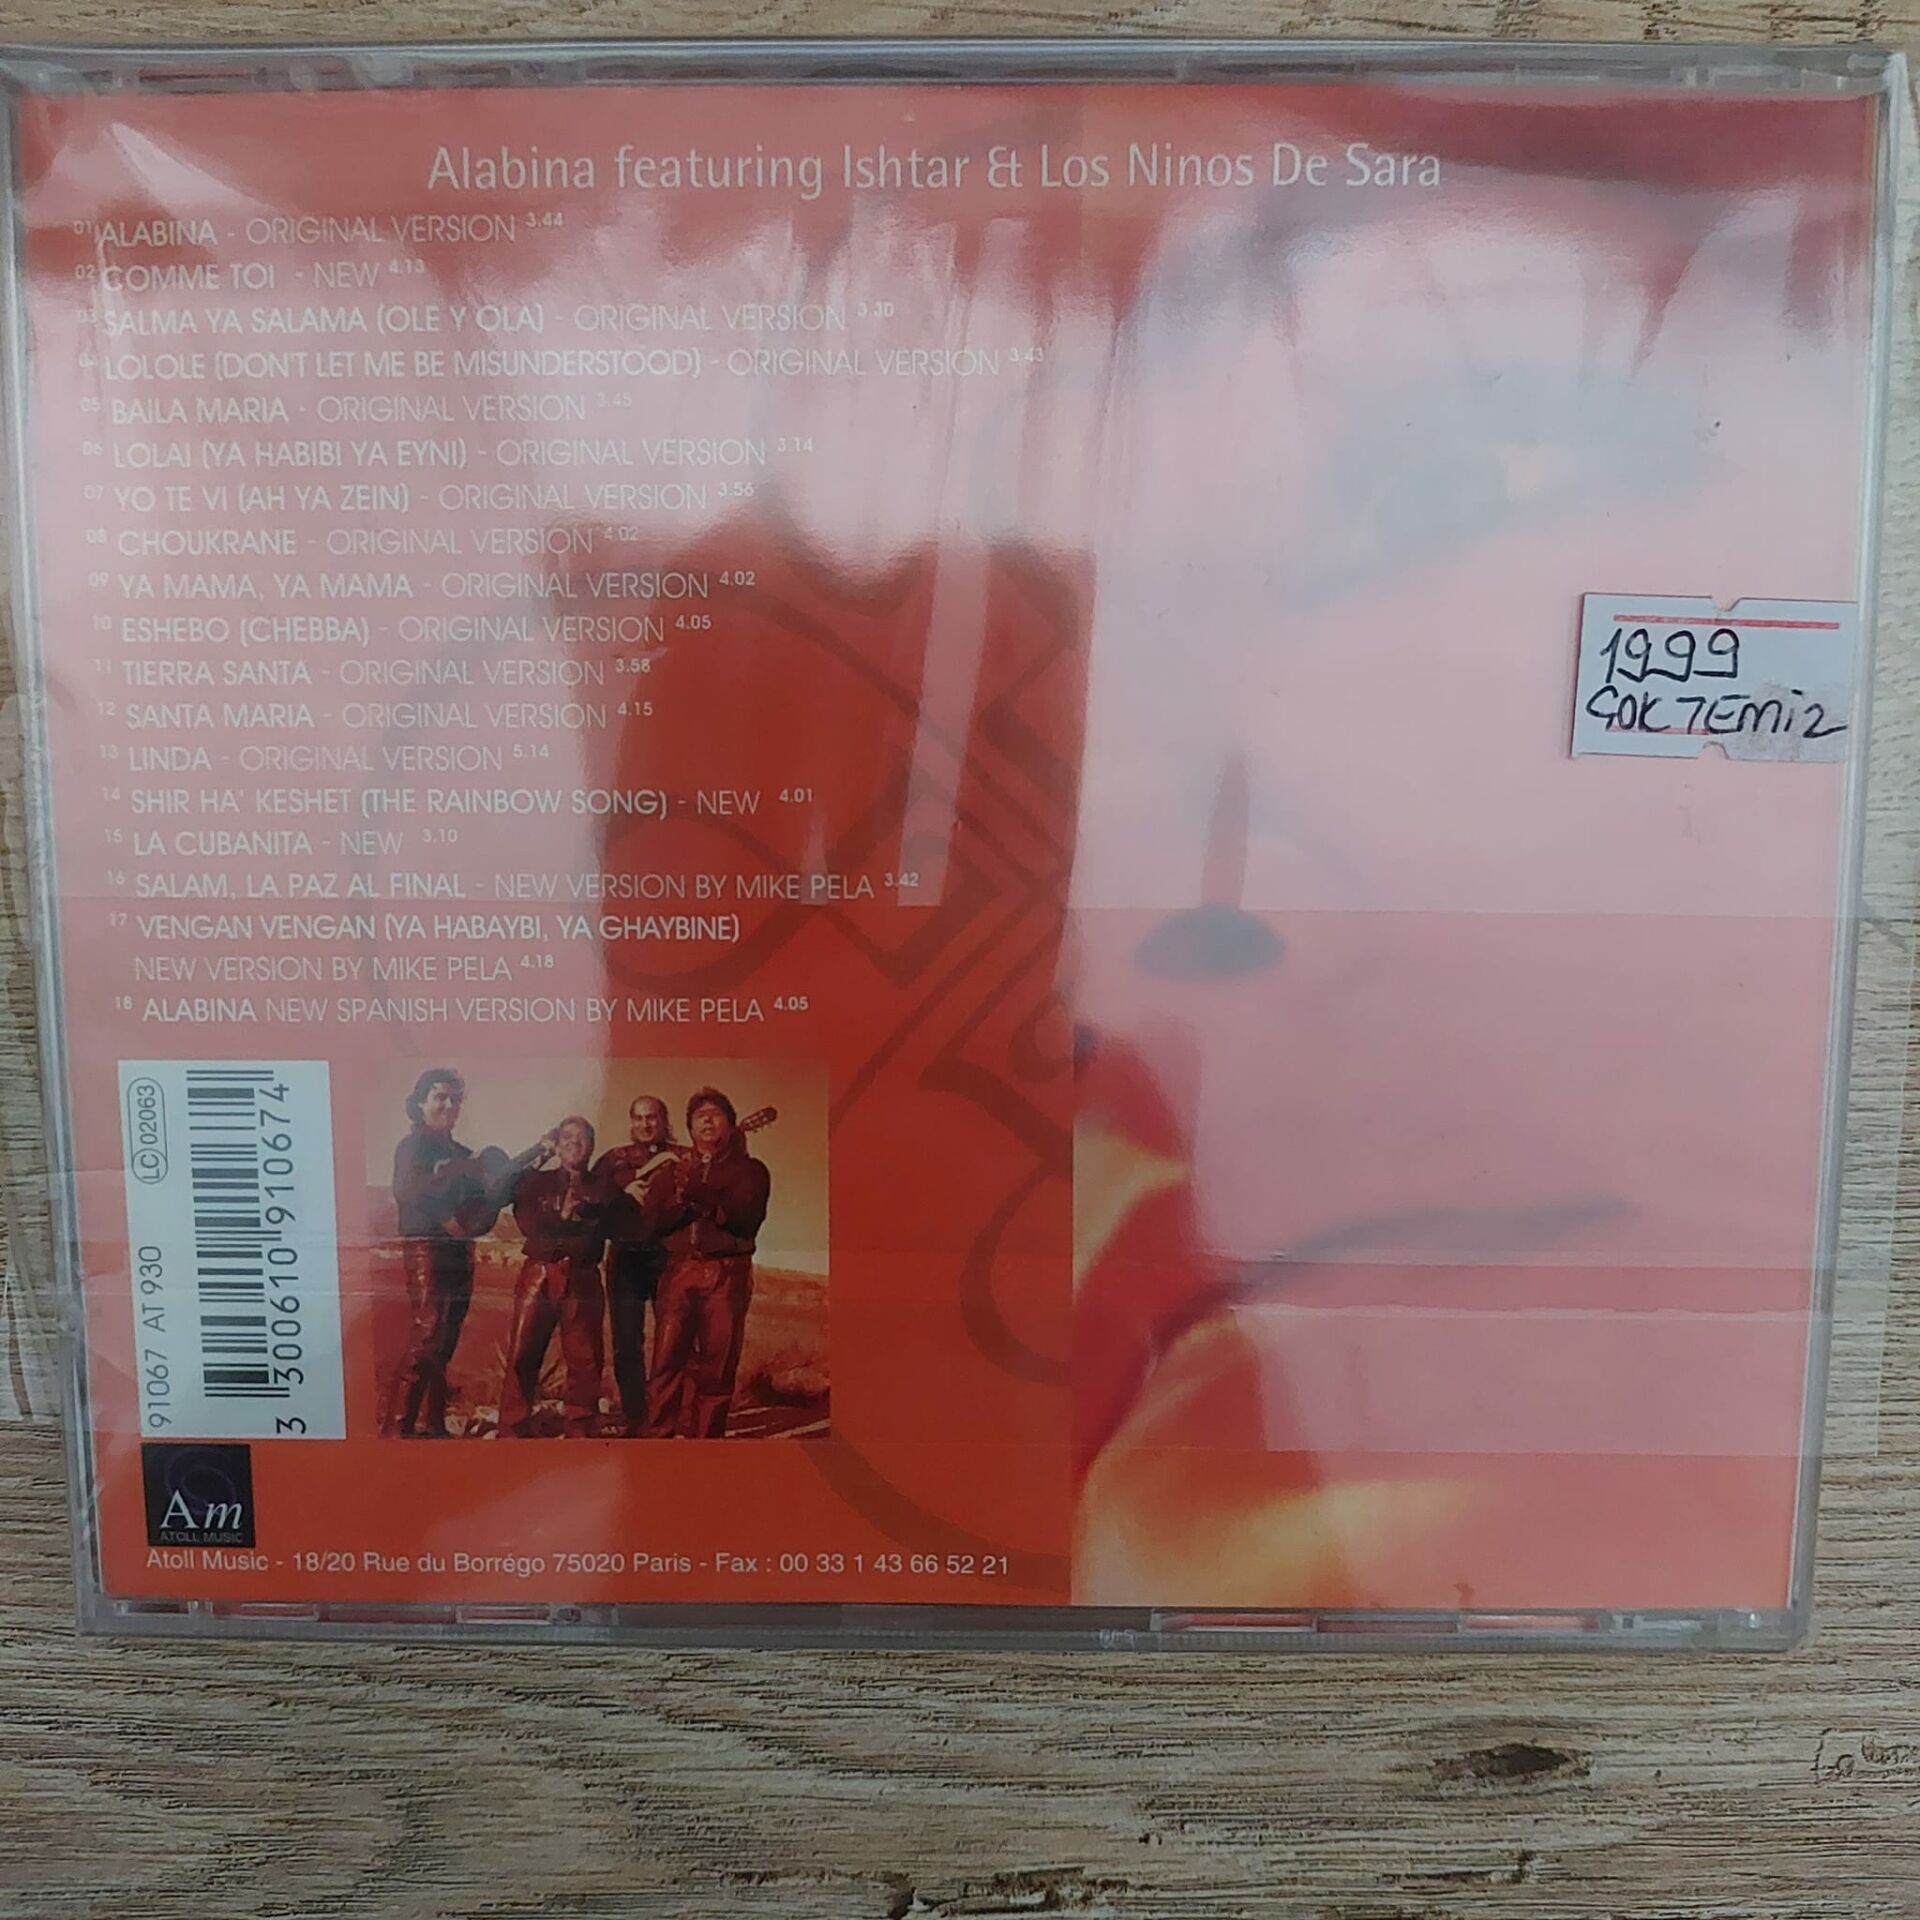 Alabina featuring Ishtar & Los Ninos De Sara
01 ALABINA - ORIGINAL VERSION 3.44
02 COMME TOI - NEW 4.13
03 SALMA YA SALAMA (OLE Y OLA) - ORIGINAL VERSION 3.30
04 LOLOLE (DON'T LET ME BE MISUNDERSTOOD) - ORIGINAL VERSION 3.43
05 BAILA MARIA - ORIGINAL VERSION 3.45
06 LOLAI (YA HABIBI YA EYNI) - ORIGINAL VERSION 3.14
07 YO TE VI (AH YA ZEIN) - ORIGINAL VERSION 3.56
08 CHOUKRANE - ORIGINAL VERSION 4.02
09 YA MAMA, YA MAMA - ORIGINAL VERSION 4.02
10 ESHEBO (CHEBBA) - ORIGINAL VERSION 4.05
11 TIERRA SANTA - ORIGINAL VERSION 3.58
12 SANTA MARIA - ORIGINAL VERSION 4.15
13 LINDA - ORIGINAL VERSION 5.14
14 SHIR HA' KESHET (THE RAINBOW SONG) - NEW 4.01
15 LA CUBANITA - NEW 3.10
16 SALAM, LA PAZ AL FINAL - NEW VERSION BY MIKE PELA 3.42
17 VENGAN VENGAN (YA HABAYBI, YA GHAYBINE)
NEW VERSION BY MIKE PELA 4.18
18 ALABINA NEW SPANISH VERSION BY MIKE PELA 4.05
1999
ÇOK TEMiz
LC 02063
91067 AT 930
3 300610 910674
Am
ATOLL MUSIC
Atoll Music - 18/20 Rue du Borrégo 75020 Paris - Fax : 00 33 1 43 66 52 21